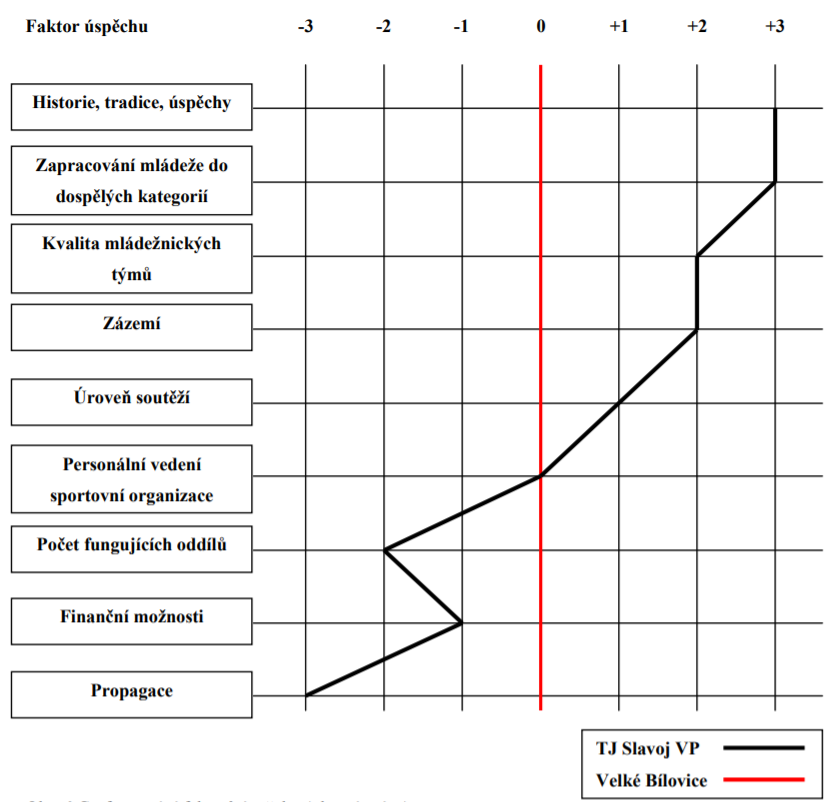 Faktor úspěchu -3 -2 -1 0 +1 +2 +3
Historie, tradice, úspěchy
Zapracování mládeže do
dospělých kategorií
Kvalita mládežnických
týmů
Zázemí
Úroveň soutěží
Personální vedení
sportovní organizace
Počet fungujících oddílů
Finanční možnosti
Propagace
TJ Slavoj VP
Velké Bílovice